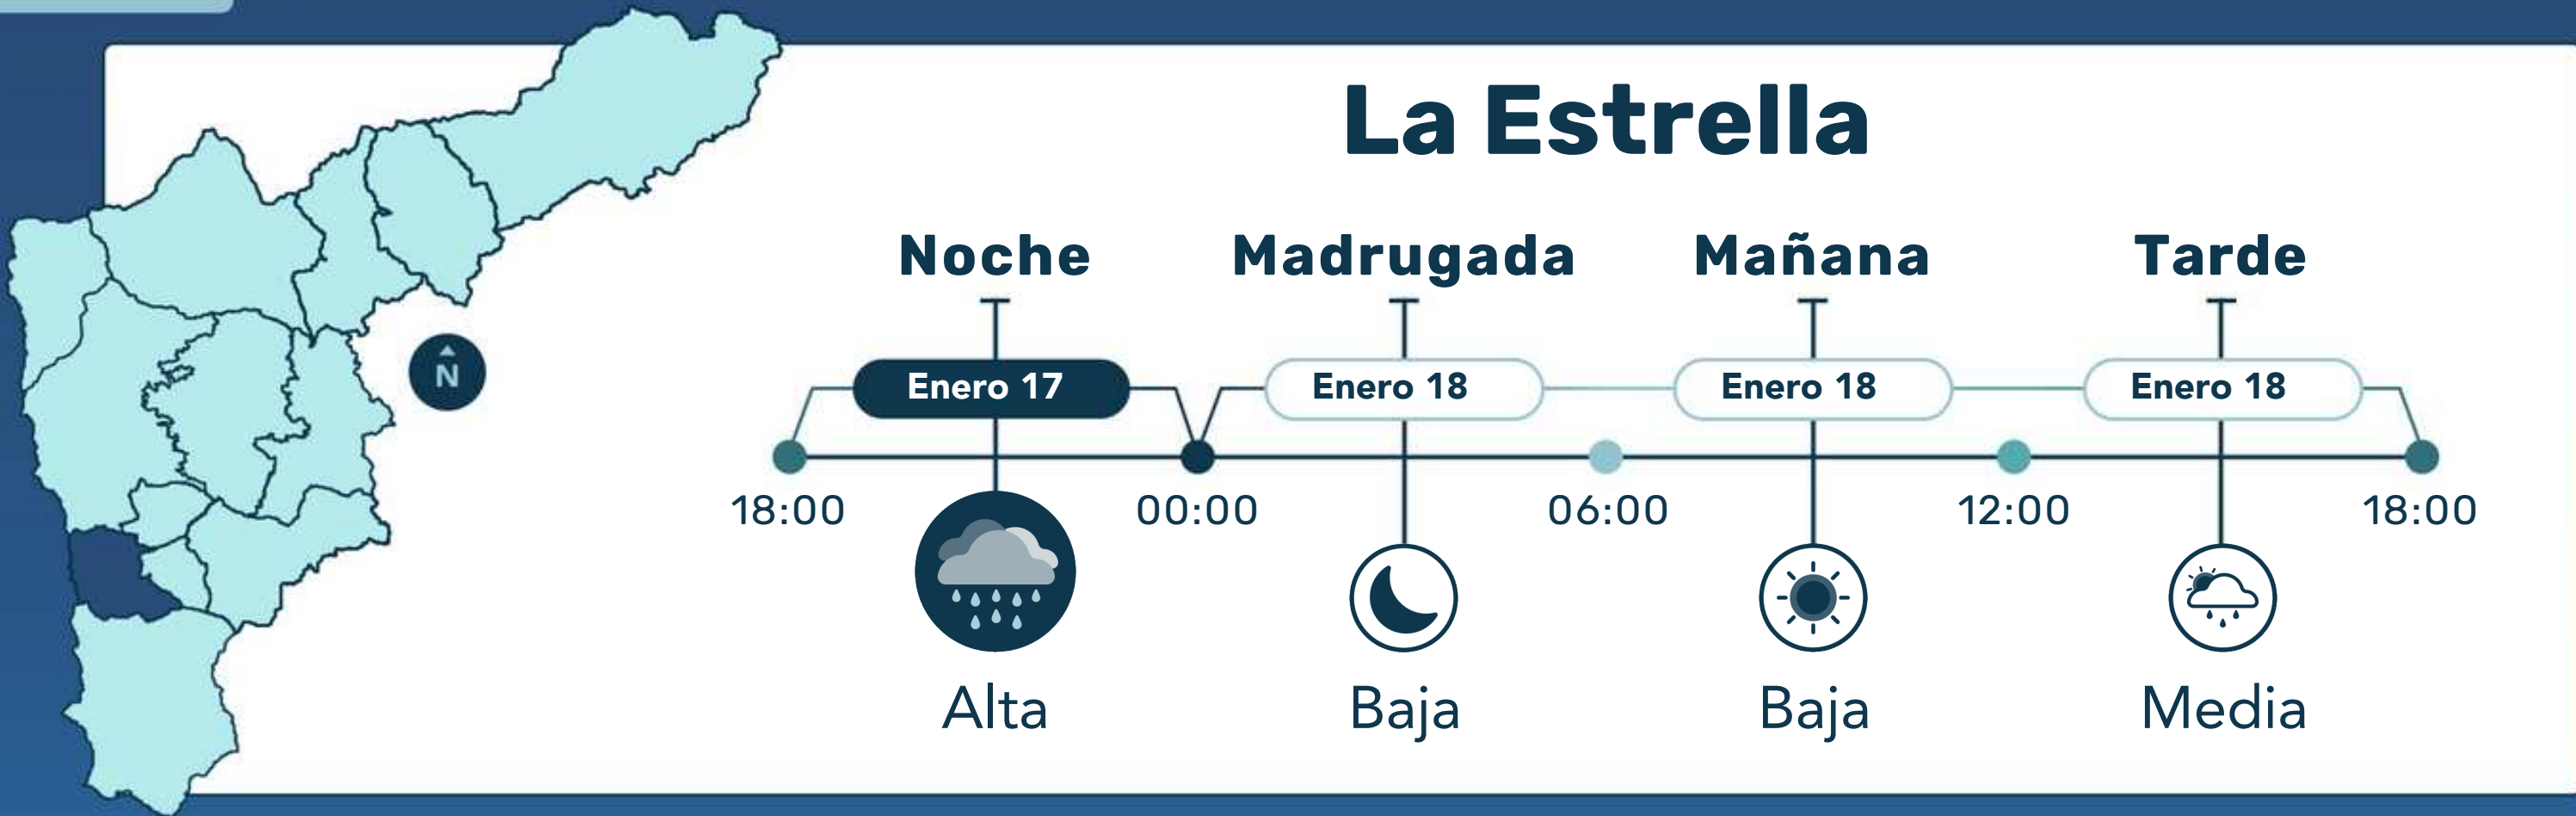 La Estrella
Noche Madrugada Mañana Tarde
N
Enero 17 Enero 18 Enero 18 Enero 18
18:00 00:00 06:00 12:00 18:00
Alta Baja Baja Media